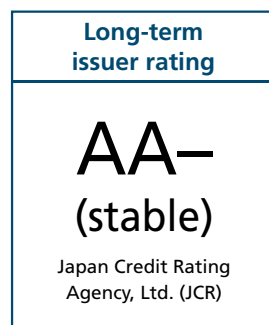 Long-term
issuer rating
AA–
(stable)
Japan Credit Rating
Agency, Ltd. (JCR)